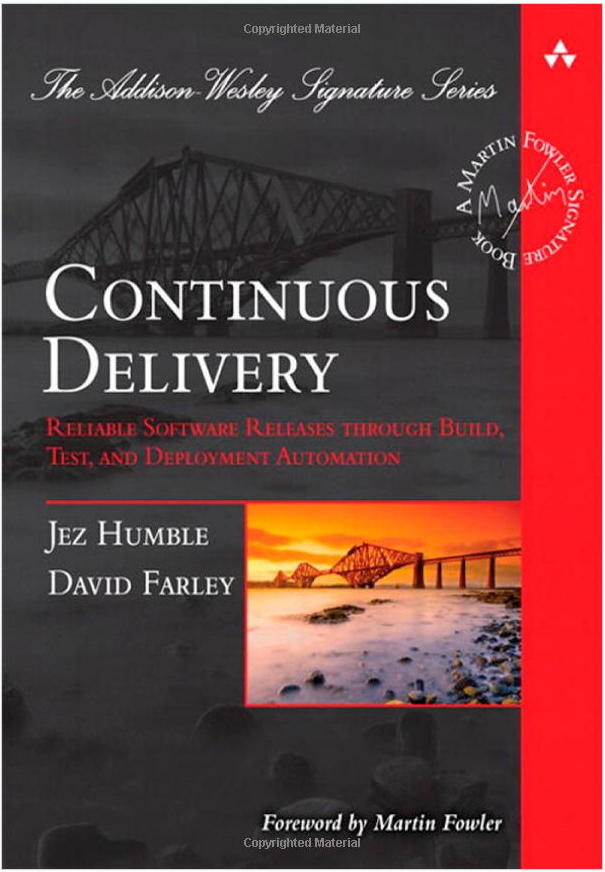 Copyrighted Material
The Addison-Wesley Signature Series
A MARTIN FOWLER SIGNATURE BOOK
Martin
CONTINUOUS
DELIVERY
RELIABLE SOFTWARE RELEASES THROUGH BUILD,
TEST, AND DEPLOYMENT AUTOMATION
JEZ HUMBLE
DAVID FARLEY
Foreword by Martin Fowler
Copyrighted Material